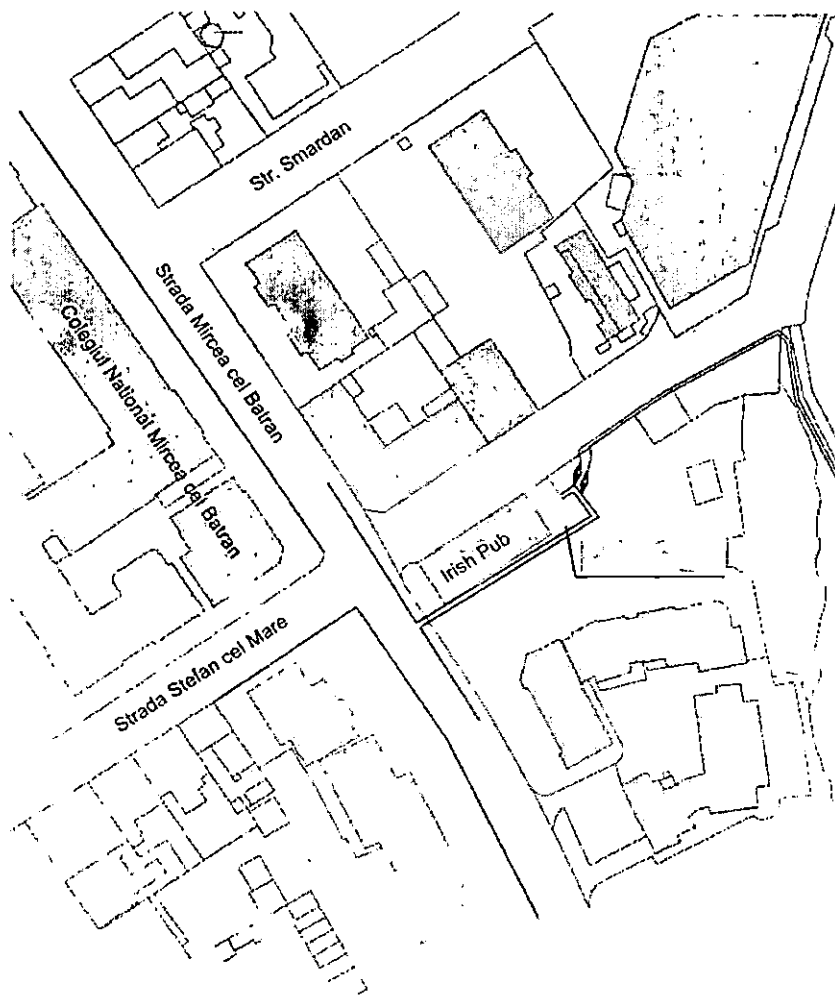 Str. Smardan
Strada Mircea cel Batran
Colegiul National Mircea cel Batran
Irish Pub
Strada Stefan cel Mare